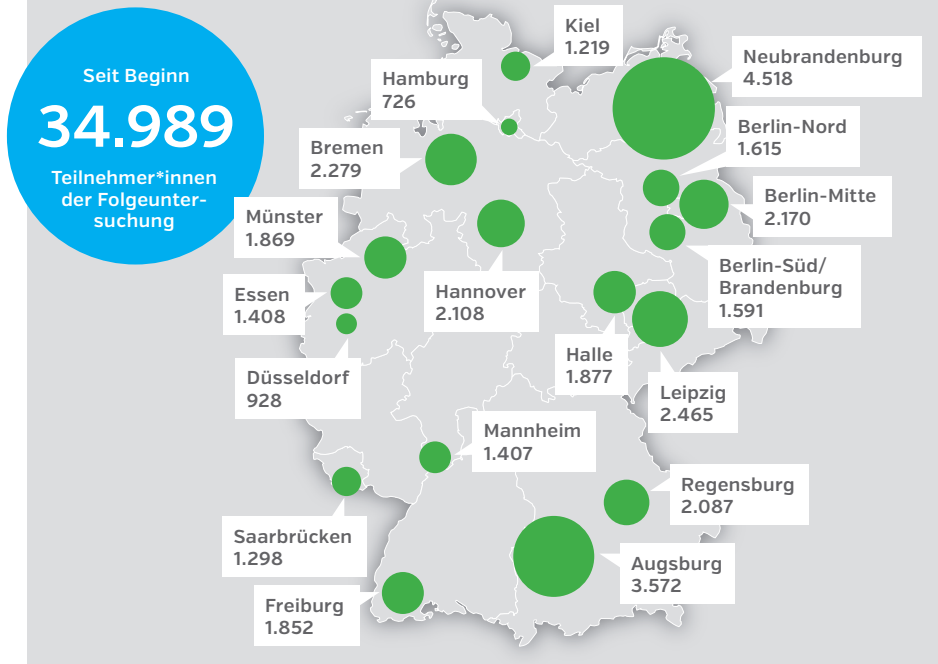 Seit Beginn
34.989
Teilnehmer*innen
der Folgeunter-
suchung
Kiel
1.219
Hamburg
726
Neubrandenburg
4.518
Bremen
2.279
Berlin-Nord
1.615
Berlin-Mitte
2.170
Münster
1.869
Berlin-Süd/
Brandenburg
1.591
Essen
1.408
Hannover
2.108
Düsseldorf
928
Halle
1.877
Leipzig
2.465
Mannheim
1.407
Regensburg
2.087
Saarbrücken
1.298
Augsburg
3.572
Freiburg
1.852